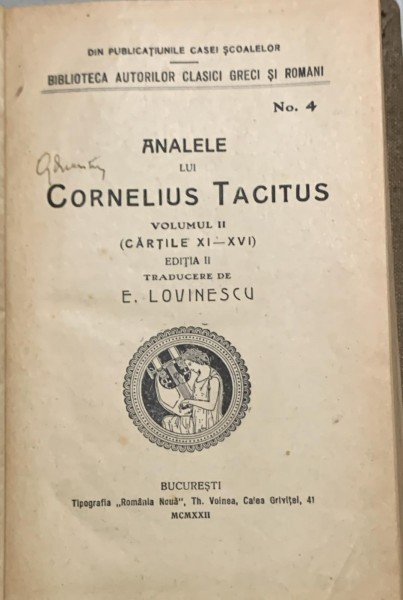 DIN PUBLICAȚIUNILE CASEI ȘCOALELOR
BIBLIOTECA AUTORILOR CLASICI GRECI ȘI ROMANI
No. 4
ANALELE
LUI
CORNELIUS TACITUS
VOLUMUL II
(CĂRȚILE XI—XVI)
EDIȚIA II
TRADUCERE DE
E. LOVINESCU
BUCUREȘTI
Tipografia „România Nouă", Th. Voinea, Calea Griviței, 41
MCMXXII